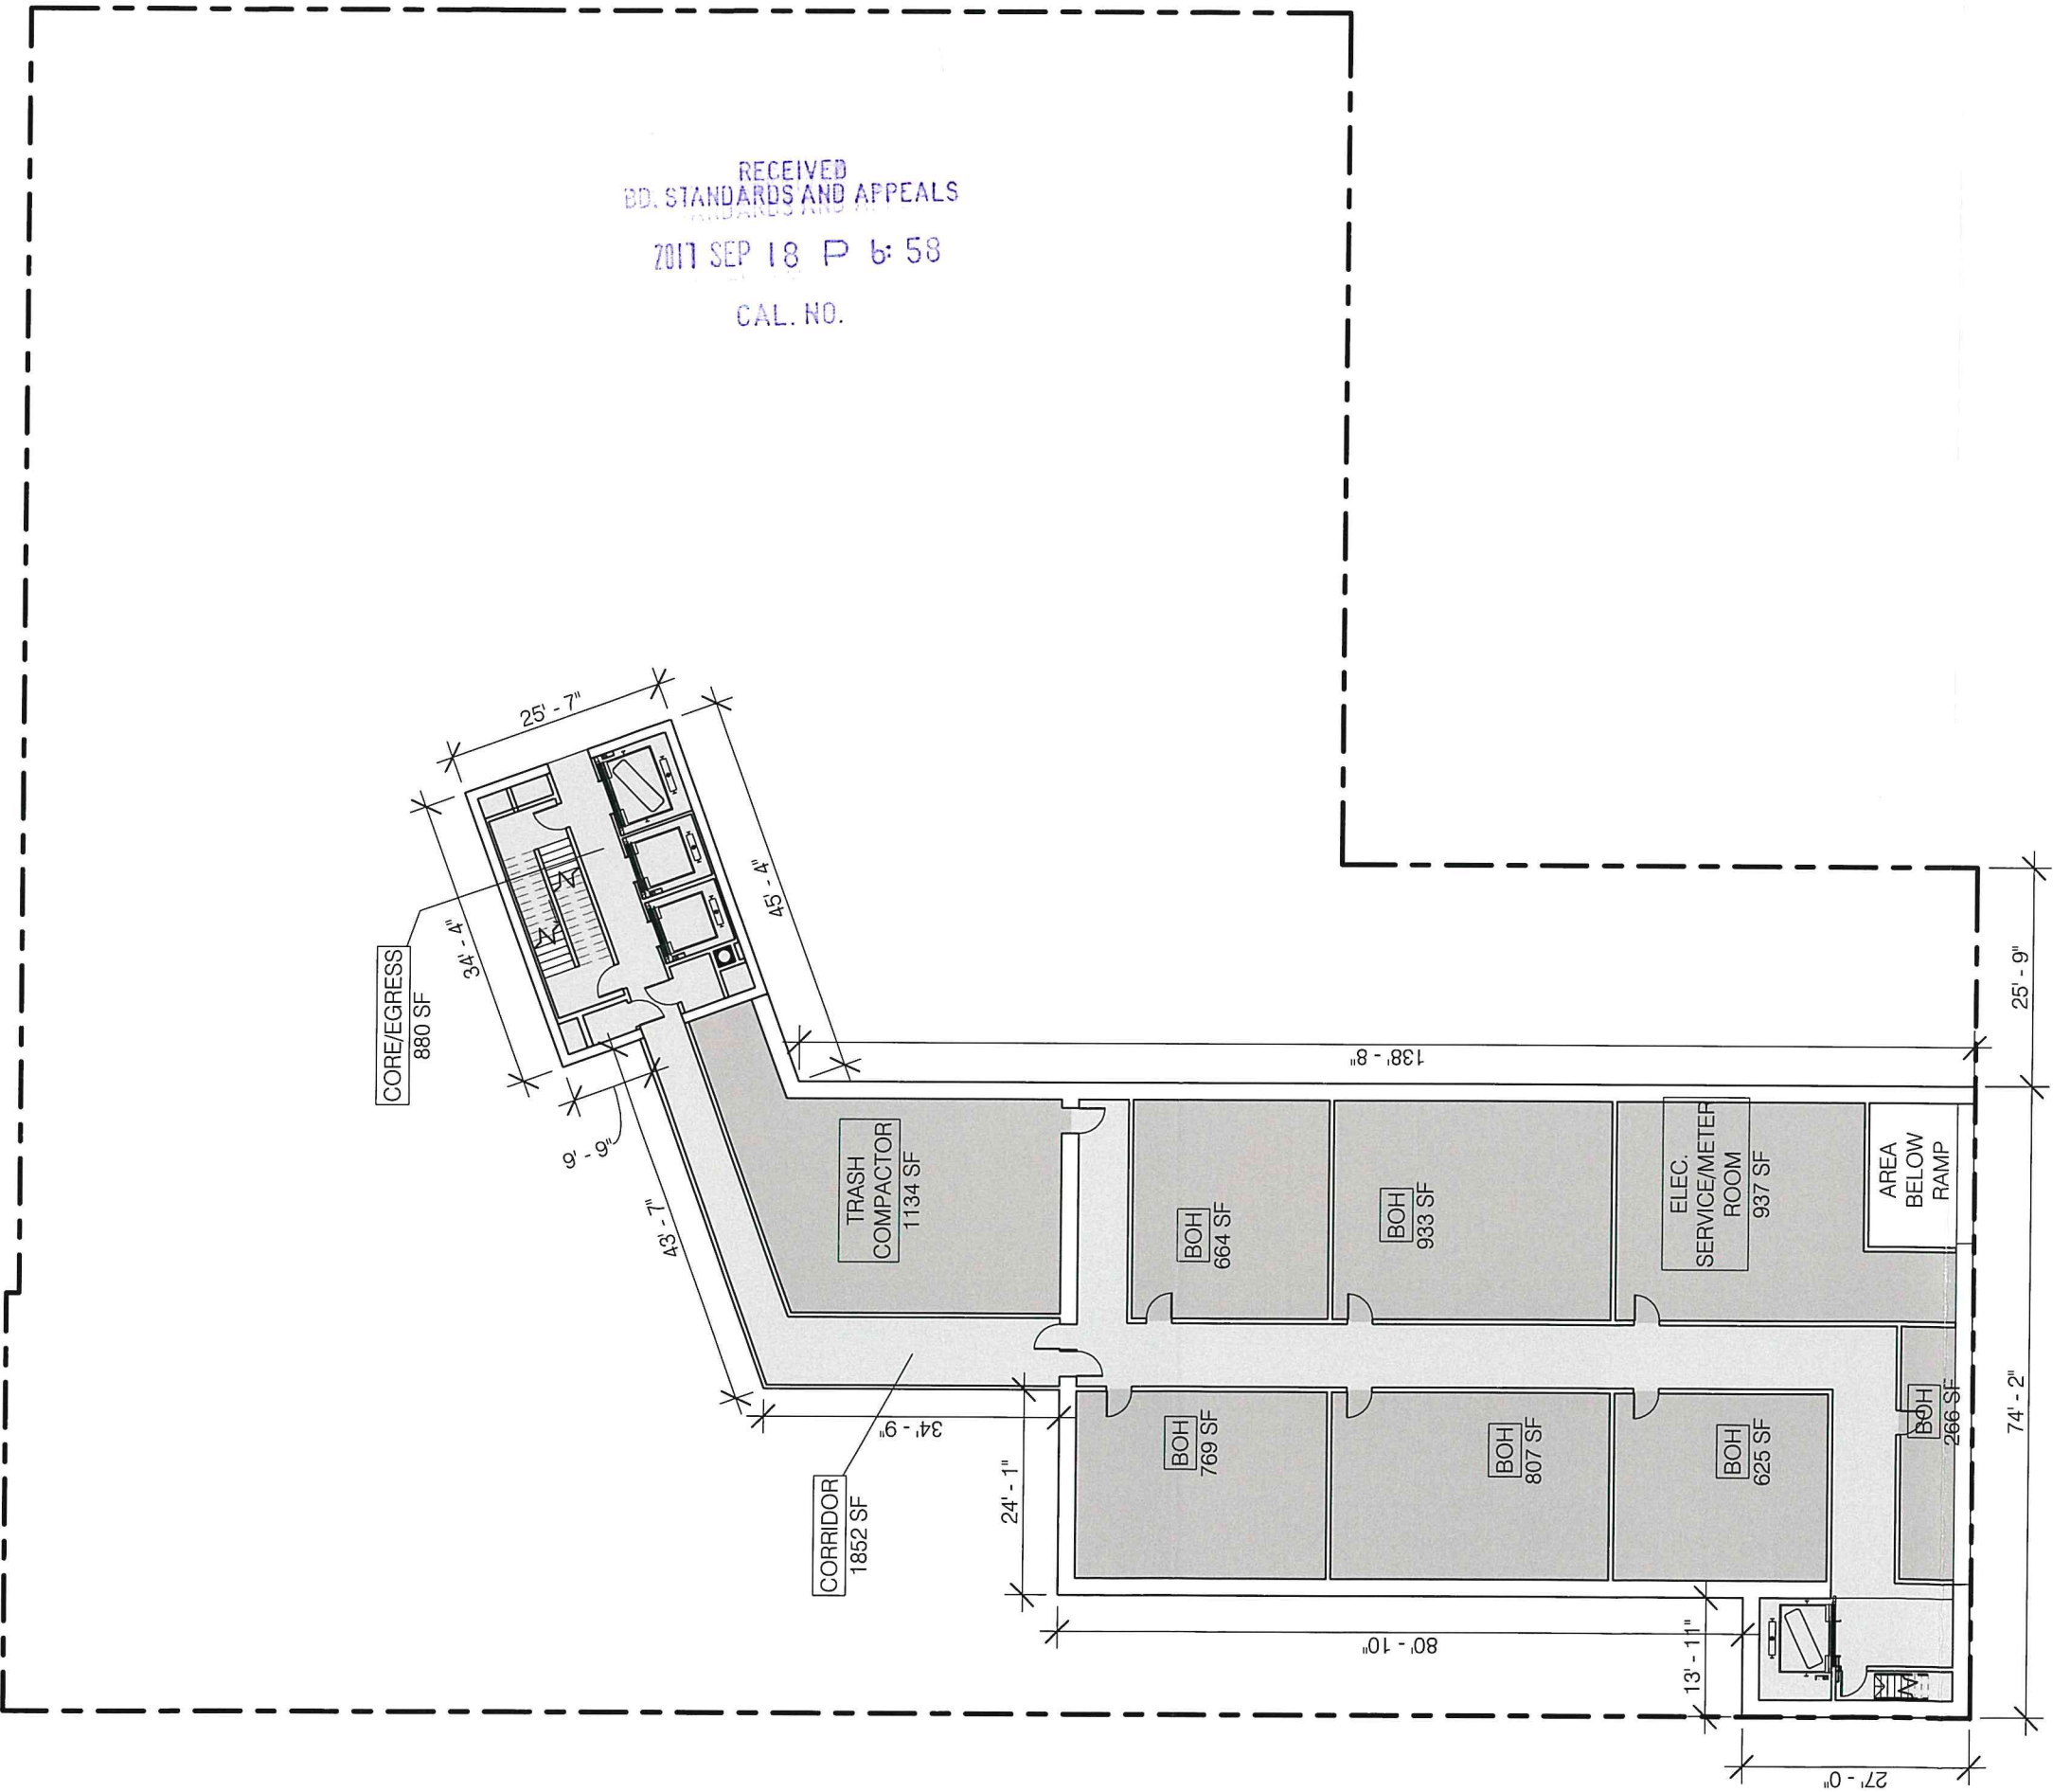 RECEIVED
BD. STANDARDS AND APPEALS
2017 SEP 18 P 6: 58
CAL. NO.
25' - 7"
34' - 4"
45' - 4"
CORE/EGRESS
880 SF
9' - 9"
43' - 7"
138' - 8"
25' - 9"
TRASH
COMPACTOR
1134 SF
BOH
664 SF
BOH
933 SF
ELEC.
SERVICE/METER
ROOM
937 SF
AREA
BELOW
RAMP
CORRIDOR
1852 SF
34' - 9"
24' - 1"
BOH
769 SF
BOH
807 SF
BOH
625 SF
BOH
266 SF
74' - 2"
80' - 10"
13' - 11"
27' - 0"